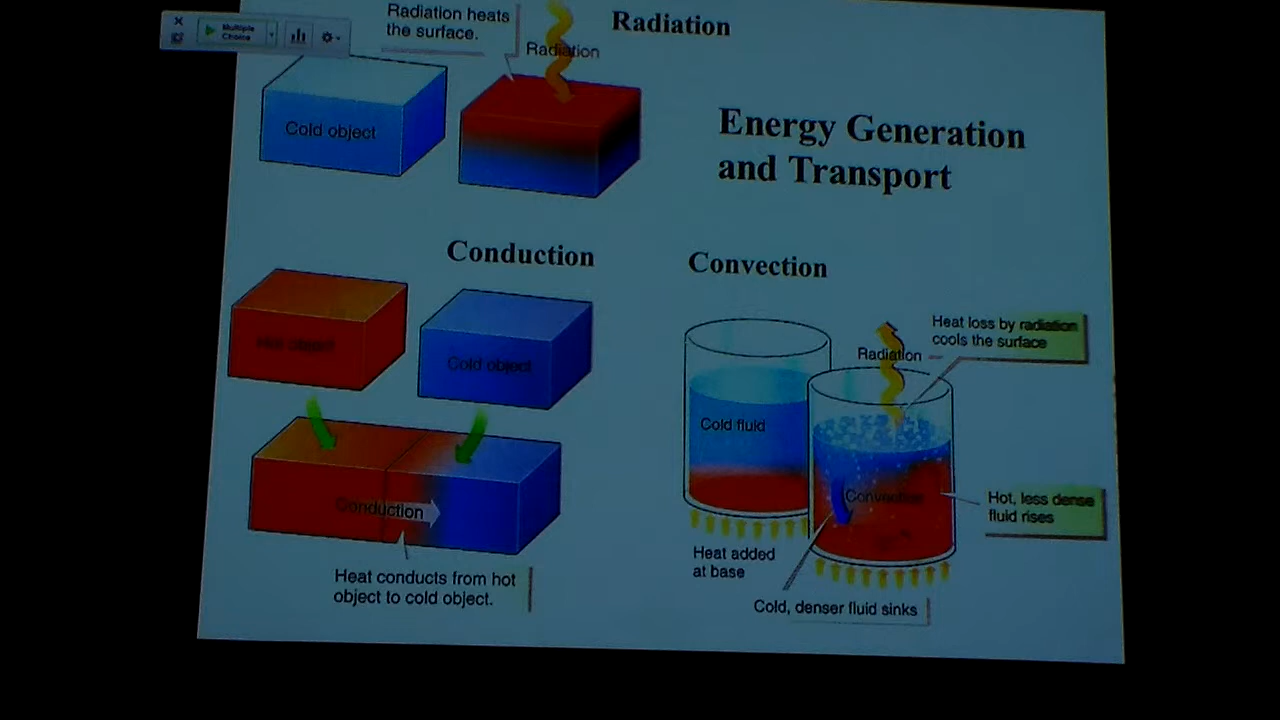 Multiple
Choice
Radiation heats
the surface.
Radiation
Radiation
Cold object
Energy Generation
and Transport
Conduction
Convection
Hot object
Cold object
Conduction
Heat conducts from hot
object to cold object.
Cold fluid
Radiation
Heat loss by radiation
cools the surface
Convection
Hot, less dense
fluid rises
Heat added
at base
Cold, denser fluid sinks